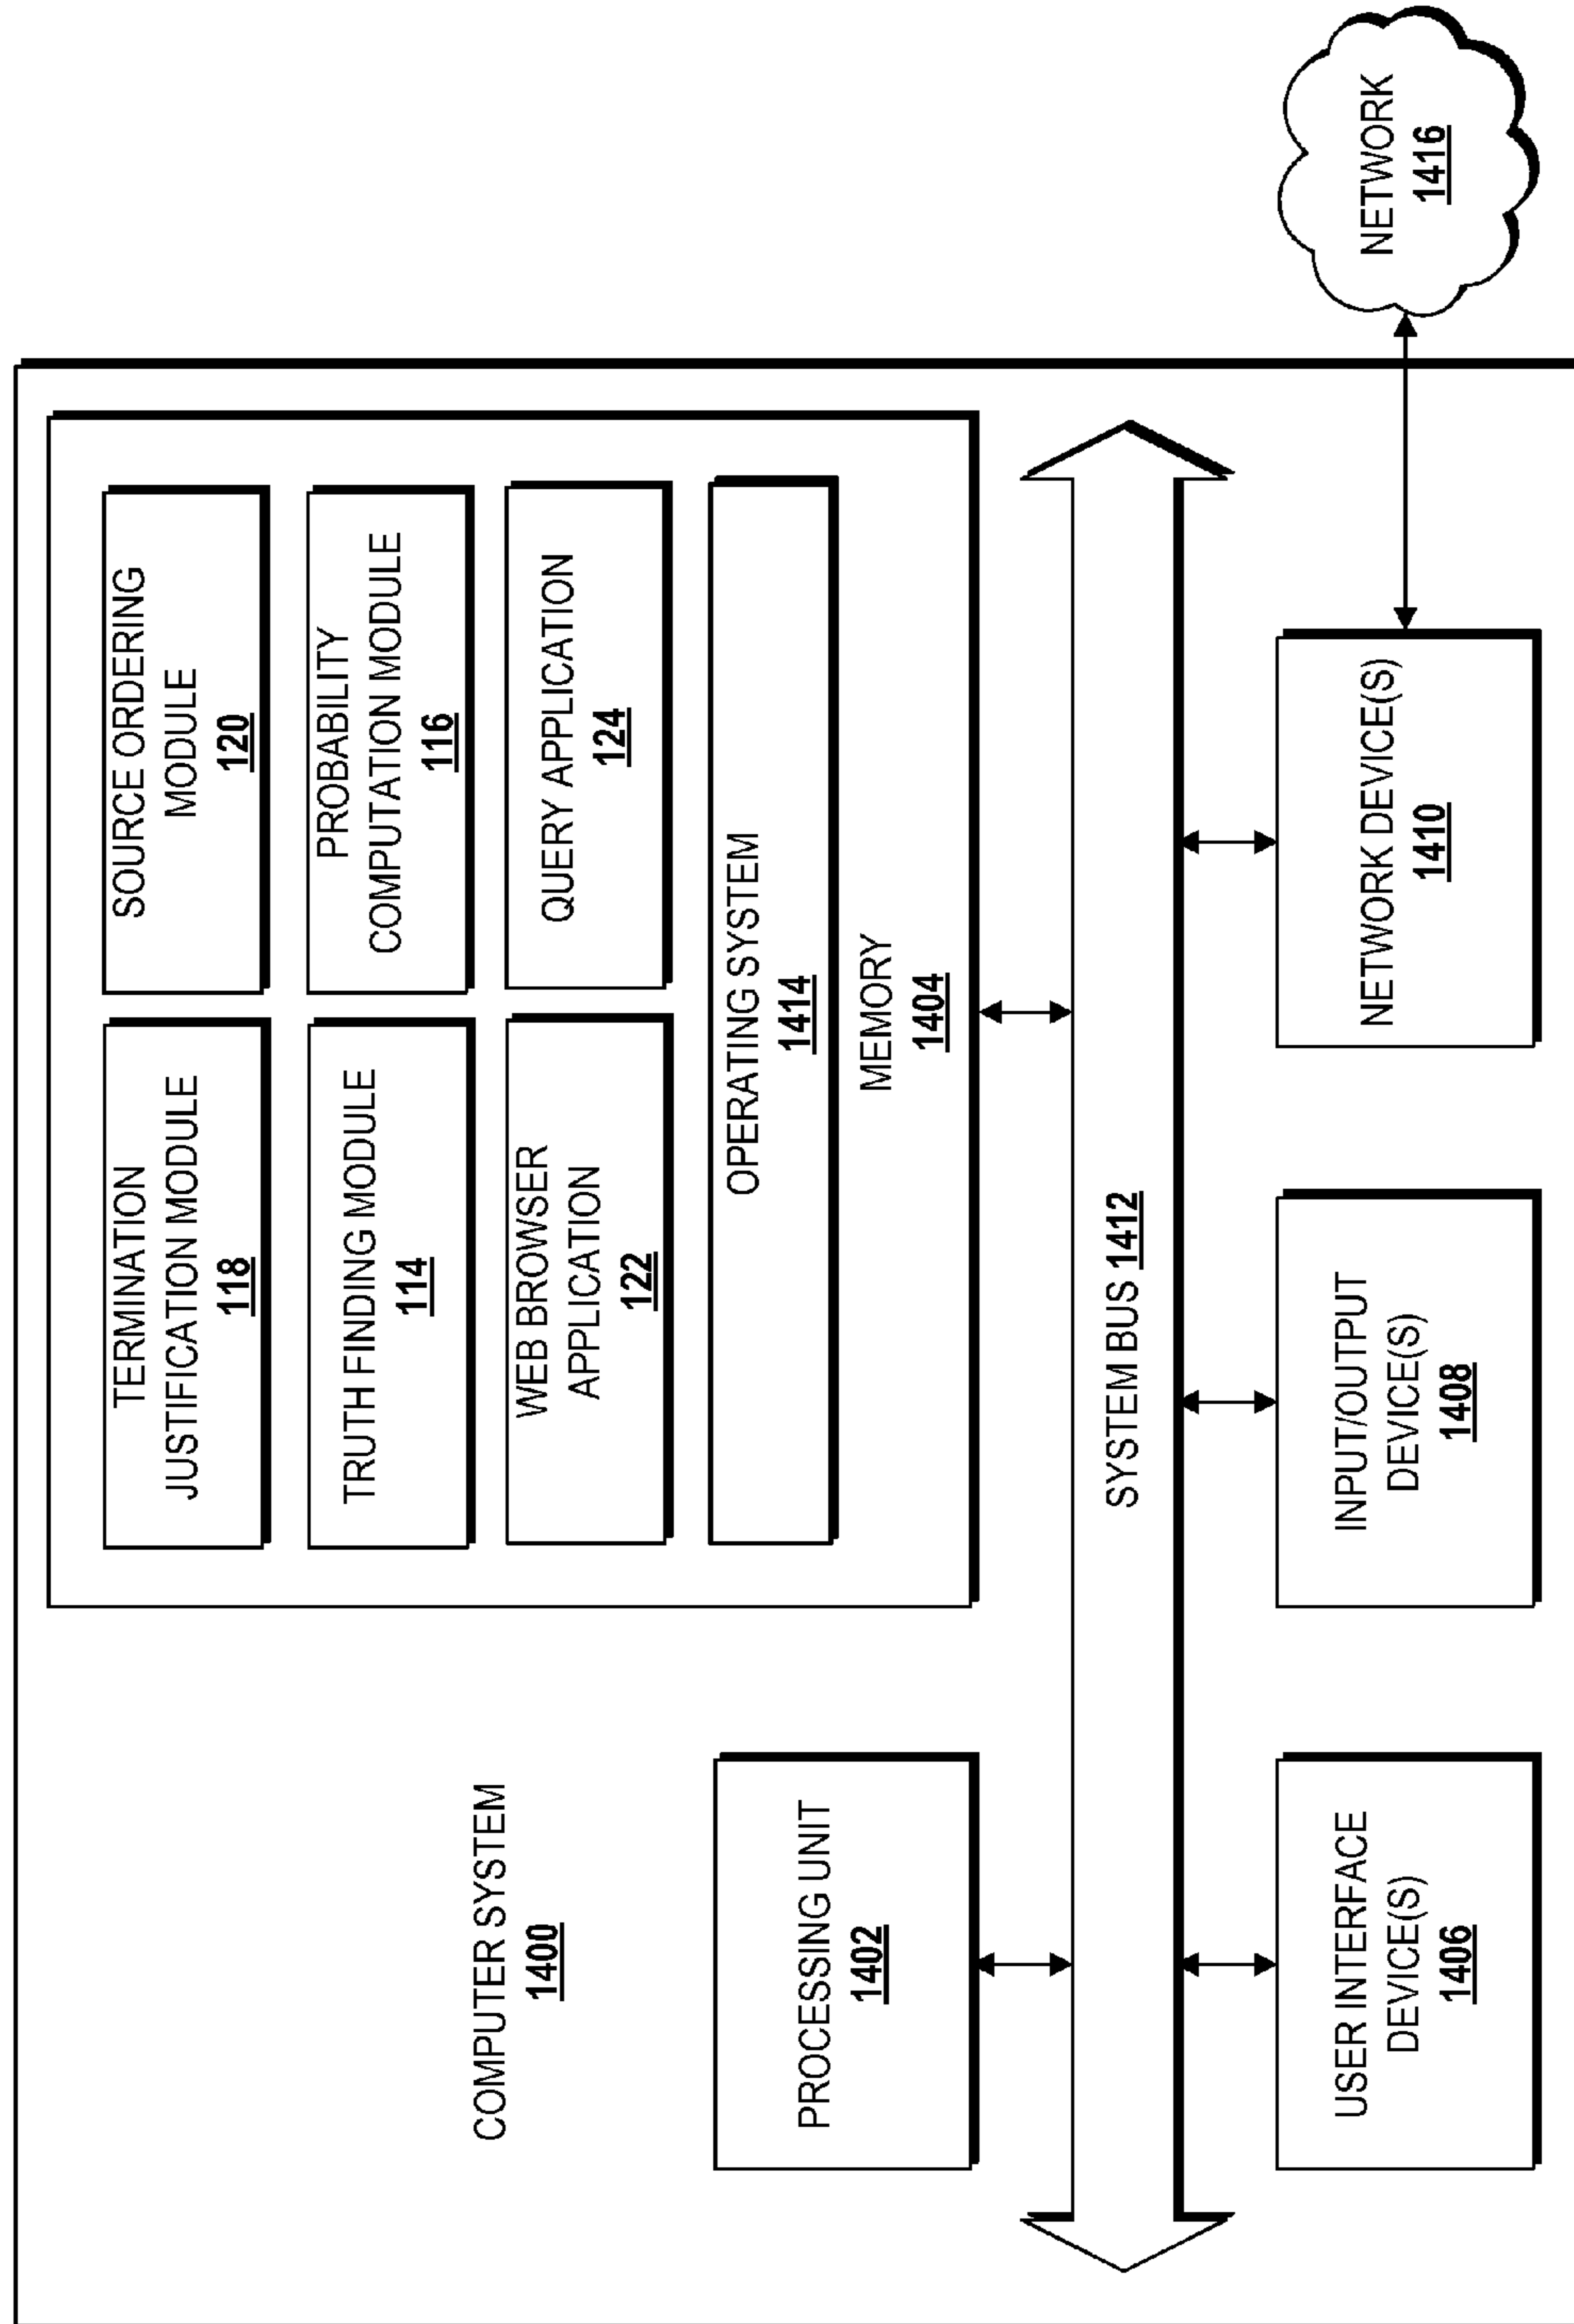 TERMINATION
JUSTIFICATION MODULE
118
SOURCE ORDERING
MODULE
120
TRUTH FINDING MODULE
114
PROBABILITY
COMPUTATION MODULE
116
COMPUTER SYSTEM
1400
WEB BROWSER
APPLICATION
122
QUERY APPLICATION
124
OPERATING SYSTEM
1414
PROCESSING UNIT
1402
MEMORY
1404
SYSTEM BUS 1412
USER INTERFACE
DEVICE(S)
1406
INPUT/OUTPUT
DEVICE(S)
1408
NETWORK DEVICE(S)
1410
NETWORK
1416